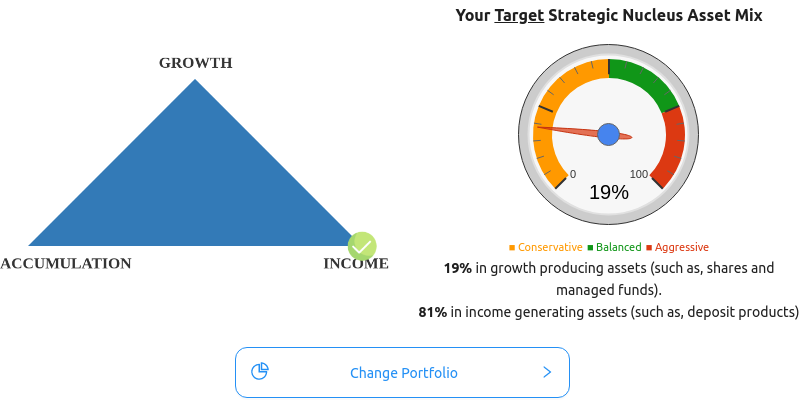 Your Target Strategic Nucleus Asset Mix
GROWTH
ACCUMULATION
INCOME
0
100
19%
Conservative Balanced Aggressive
19% in growth producing assets (such as, shares and
managed funds).
81% in income generating assets (such as, deposit products)
Change Portfolio